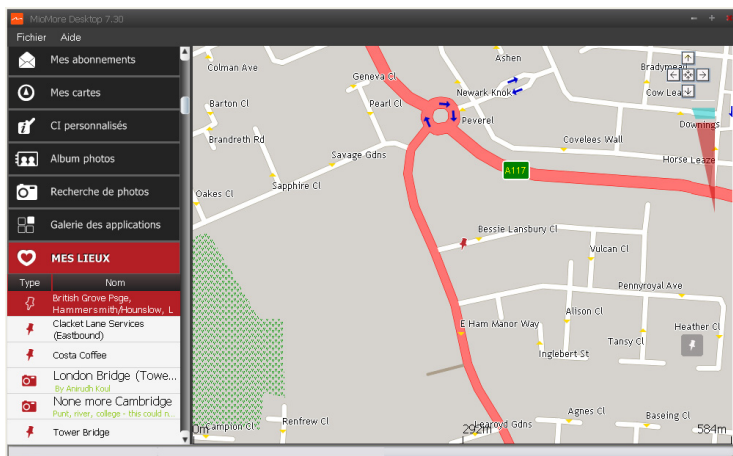 MioMore Desktop 7.30
Fichier Aide
Mes abonnements
Mes cartes
CI personnalisés
Album photos
Recherche de photos
Galerie des applications
MES LIEUX
Type Nom
British Grove Psge,
Hammersmith/Hounslow, L
Clacket Lane Services
(Eastbound)
Costa Coffee
London Bridge (Towe...
By Anirudh Koul
None more Cambridge
Punt, river, college - this could n...
Tower Bridge
Colman Ave
Geneva Cl
Ashen
Bradymead
Newark Knok
Cow Lea
Barton Cl
Pearl Cl
Peverel
Downings
Brandreth Rd
Covelees Wall
Savage Gdns
Horse Leaze
A117
Oakes Cl
Sapphire Cl
Bessie Lansbury Cl
Vulcan Cl
Pennyroyal Ave
Alison Cl
E Ham Manor Way
Heather Cl
Tansy Cl
Inglebert St
Agnes Cl
Baseing Cl
Renfrew Cl
Campion Cl
Learoyd Gdns
0m
292m
584m